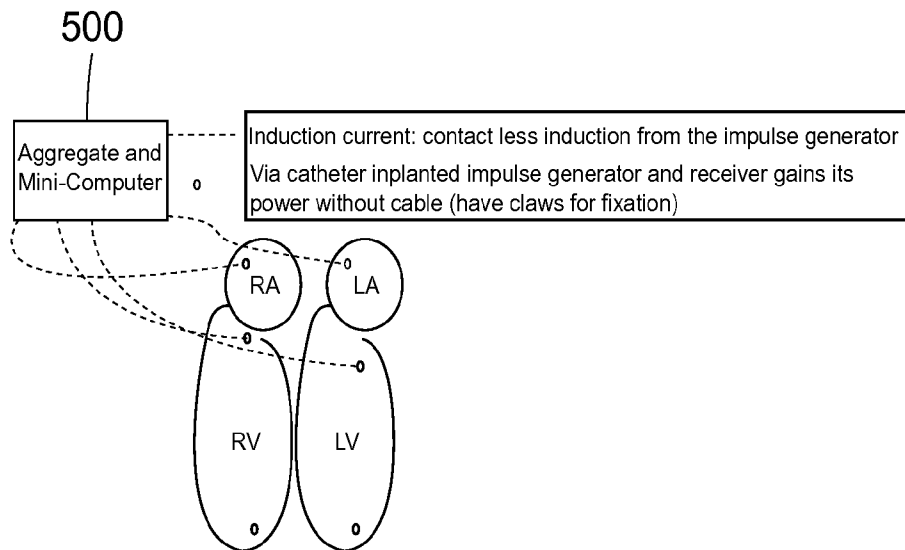 500
Aggregate and
Mini-Computer
Induction current: contact less induction from the impulse generator
Via catheter inplanted impulse generator and receiver gains its
power without cable (have claws for fixation)
RA
LA
RV
LV